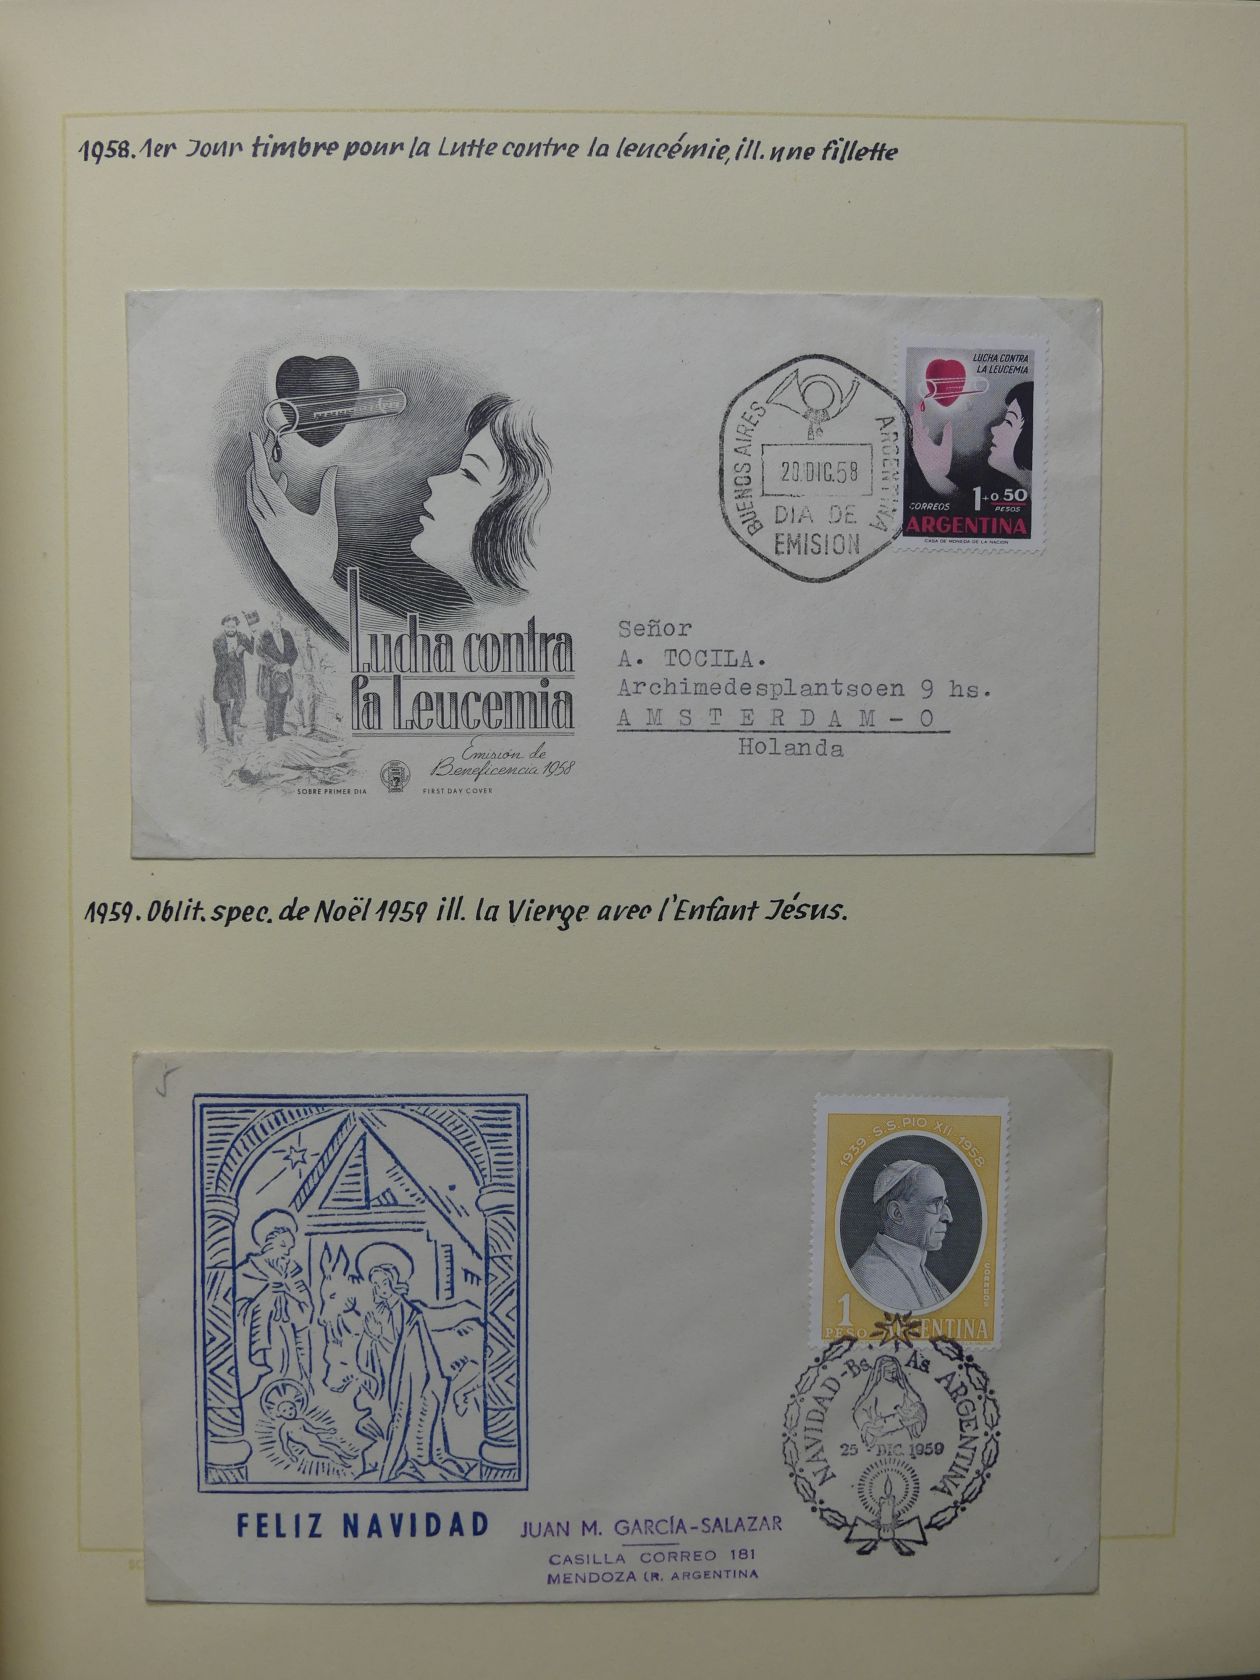 1958. 1er Jour timbre pour la Lutte contre la leucémie, ill. une fillette
LUCHA CONTRA
LA LEUCEMIA
CORREOS
1+0.50
PESOS
ARGENTINA
CASA DE MONEDA DE LA NACION
BUENOS AIRES
ARGENTINA
20.DIC.58
DIA DE
EMISION
Lucha contra
la Leucemia
Emisión de
Beneficencia 1958
SOBRE PRIMER DIA
FIRST DAY COVER
Señor
A. TOCILA.
Archimedesplantsoen 9 hs.
AMSTERDAM-O
Holanda
1959. Oblit. spec. de Noël 1959 ill. la Vierge avec l'Enfant Jésus.
5
1939 - S.S. PIO XII - 1958
CORREOS
1
PESO
ARGENTINA
NAVIDAD - Bs. As. ARGENTINA
25 DIC. 1959
FELIZ NAVIDAD
JUAN M. GARCÍA-SALAZAR
CASILLA CORREO 181
MENDOZA (R. ARGENTINA